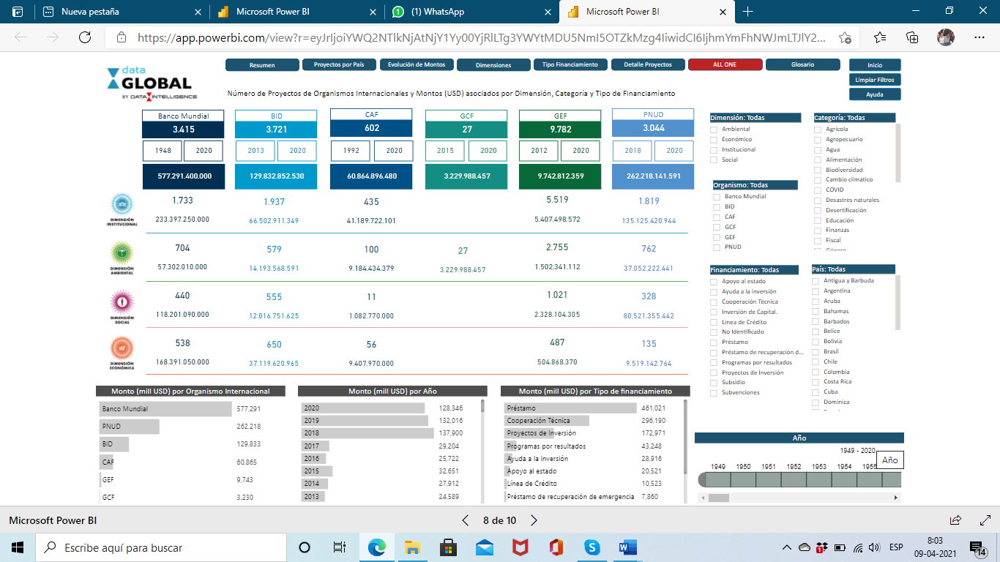 Nueva pestaña
Microsoft Power BI
(1) WhatsApp
Microsoft Power BI
https://app.powerbi.com/view?r=eyJrIjoiYWQ2NTlkNjAtNjY1Yy00YjRlLTg3YWYtMDU5NmI5OTZkMzg4IiwidCI6IjhmYmFhNWJmLTJlY2...
data
GLOBAL
BY DATA INTELLIGENCE
Resumen
Proyectos por País
Evolución de Montos
Dimensiones
Tipo Financiamiento
Detalle Proyectos
ALL ONE
Glosario
Inicio
Limpiar Filtros
Ayuda
Número de Proyectos de Organismos Internacionales y Montos (USD) asociados por Dimensión, Categoría y Tipo de Financiamiento
Banco Mundial BID CAF GCF GEF PNUD
3.415 3.721 602 27 9.782 3.044
1948 2020 2013 2020 1992 2020 2015 2020 2012 2020 2018 2020
577.291.400.000 129.832.852.530 60.864.896.480 3.229.988.457 9.742.812.359 262.218.141.591
1.733 1.937 435 5.519 1.819
DIMENSIÓN
INSTITUCIONAL
233.397.250.000 66.502.911.349 41.189.722.101 5.407.498.572 135.125.420.944
704 579 100 27 2.755 762
DIMENSIÓN
AMBIENTAL
57.302.010.000 14.193.568.591 9.184.434.379 3.229.988.457 1.502.341.112 37.052.222.441
440 555 11 1.021 328
DIMENSIÓN
SOCIAL
118.201.090.000 12.016.751.625 1.082.770.000 2.328.104.305 80.521.355.442
538 650 56 487 135
DIMENSIÓN
ECONÓMICA
168.391.050.000 37.119.620.965 9.407.970.000 504.868.370 9.519.142.764
Dimensión: Todas
Ambiental
Económico
Institucional
Social
Organismo: Todas
Banco Mundial
BID
CAF
GCF
GEF
PNUD
Categoría: Todas
Agrícola
Agropecuario
Agua
Alimentación
Biodiversidad
Cambio climático
COVID
Desastres naturales
Desertificación
Educación
Finanzas
Fiscal
Género
Financiamiento: Todas
Apoyo al estado
Ayuda a la inversión
Cooperación Técnica
Inversión de Capital.
Línea de Crédito
No Identificado
Préstamo
Préstamo de recuperación d...
Programas por resultados
Proyectos de Inversión
Subsidio
Subvenciones
País: Todas
Antigua y Barbuda
Argentina
Aruba
Bahamas
Barbados
Belice
Bolivia
Brasil
Chile
Colombia
Costa Rica
Cuba
Dominica
Monto (mill USD) por Organismo Internacional
Banco Mundial 577,291
PNUD 262,218
BID 129,833
CAF 60,865
GEF 9,743
GCF 3,230
Monto (mill USD) por Año
2020 128,346
2019 132,016
2018 137,900
2017 29,204
2016 25,722
2015 32,651
2014 27,912
2013 24,589
Monto (mill USD) por Tipo de financiamiento
Préstamo 461,021
Cooperación Técnica 296,190
Proyectos de Inversión 172,971
Programas por resultados 43,248
Ayuda a la inversión 28,916
Apoyo al estado 20,521
Línea de Crédito 10,523
Préstamo de recuperación de emergencia 7,860
Año
1949 - 2020
Año
1949 1950 1951 1952 1953 1954 1955
Microsoft Power BI
8 de 10
Escribe aquí para buscar
ESP
8:03
09-04-2021
14